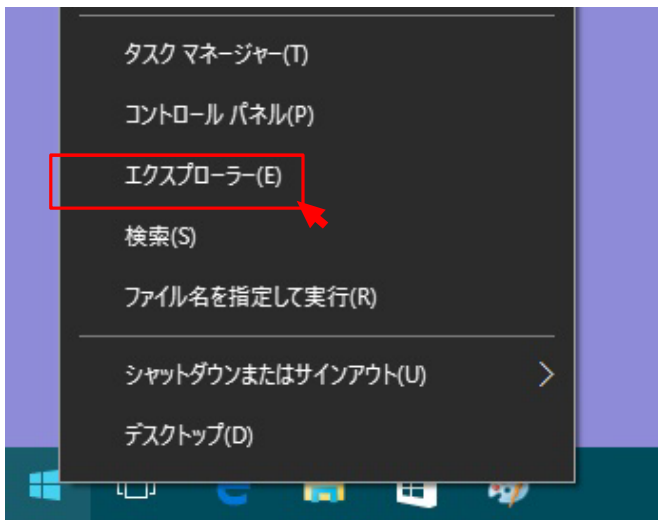 タスク マネージャー(T)
コントロール パネル(P)
エクスプローラー(E)
検索(S)
ファイル名を指定して実行(R)
シャットダウンまたはサインアウト(U)
デスクトップ(D)